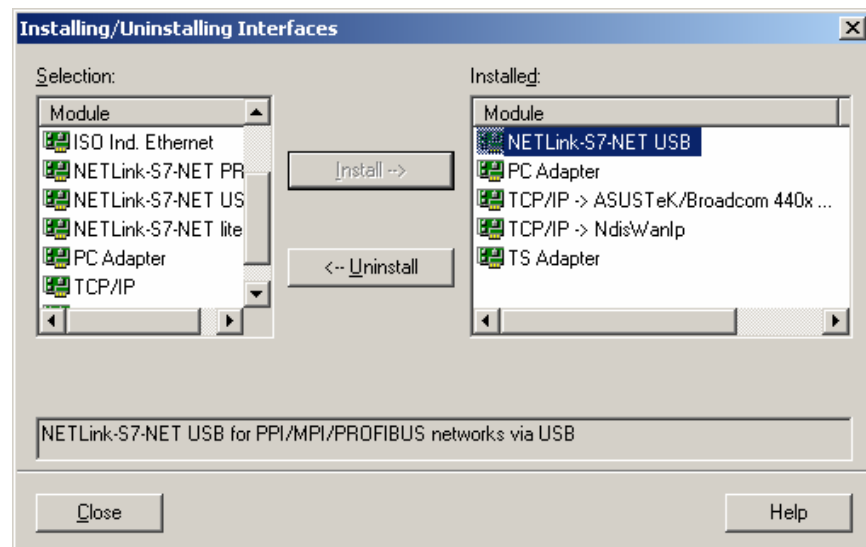 Installing/Uninstalling Interfaces
Selection:
Module
ISO Ind. Ethernet
NETLink-S7-NET PR
NETLink-S7-NET US
NETLink-S7-NET lite
PC Adapter
TCP/IP
Install -->
<-- Uninstall
Installed:
Module
NETLink-S7-NET USB
PC Adapter
TCP/IP -> ASUSTeK/Broadcom 440x ...
TCP/IP -> NdisWanIp
TS Adapter
NETLink-S7-NET USB for PPI/MPI/PROFIBUS networks via USB
Close
Help